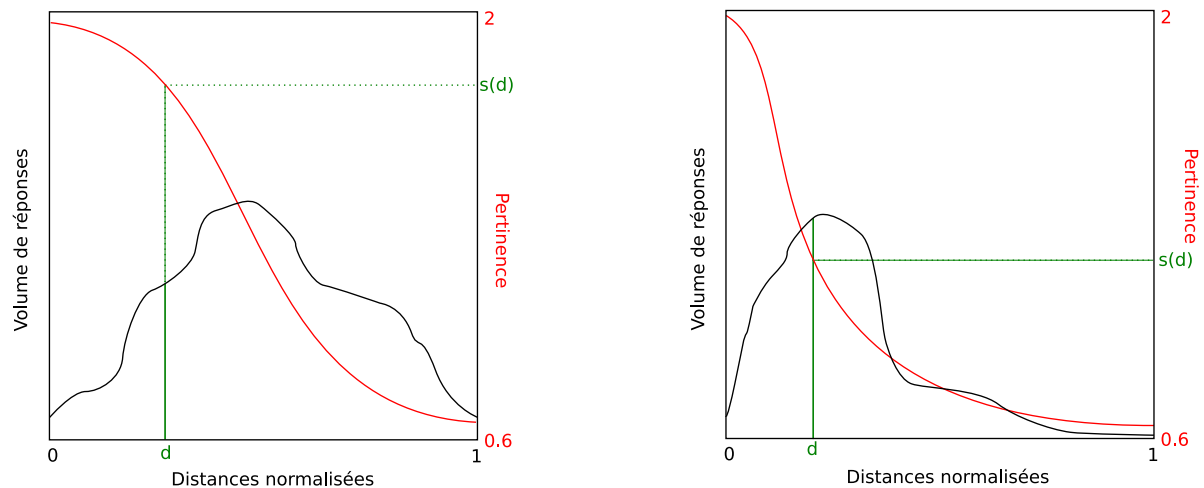 2
s(d)
Volume de réponses
Pertinence
0
d
1
0.6
Distances normalisées
2
Volume de réponses
Pertinence
s(d)
0
d
1
0.6
Distances normalisées